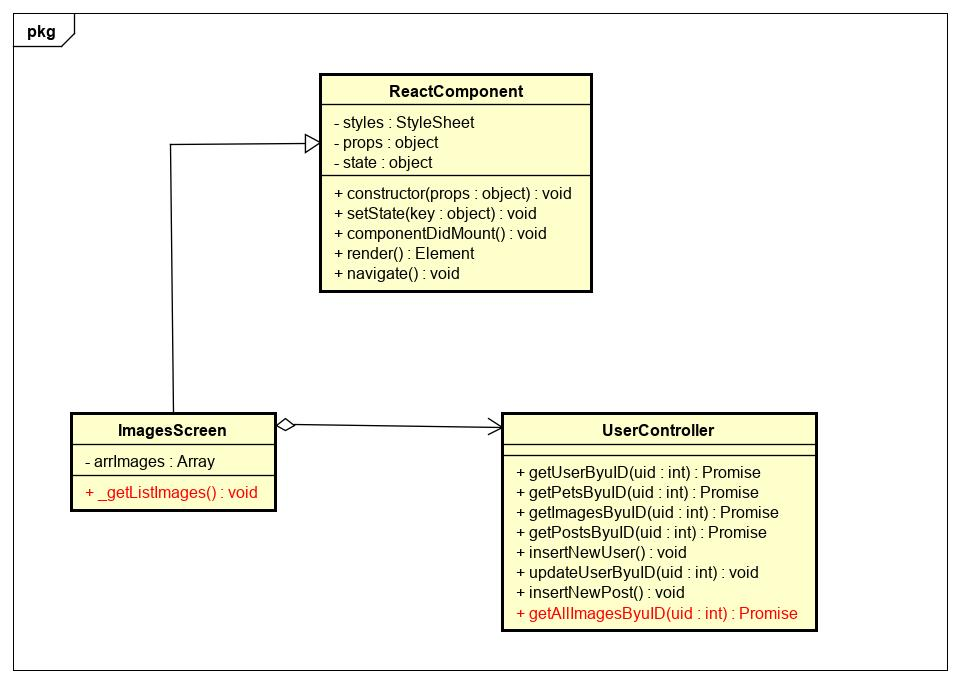 pkg
ReactComponent
- styles : StyleSheet
- props : object
- state : object
+ constructor(props : object) : void
+ setState(key : object) : void
+ componentDidMount() : void
+ render() : Element
+ navigate() : void
ImagesScreen
- arrImages : Array
+ _getListImages() : void
UserController
+ getUserByuID(uid : int) : Promise
+ getPetsByuID(uid : int) : Promise
+ getImagesByuID(uid : int) : Promise
+ getPostsByuID(uid : int) : Promise
+ insertNewUser() : void
+ updateUserByuID(uid : int) : void
+ insertNewPost() : void
+ getAllImagesByuID(uid : int) : Promise